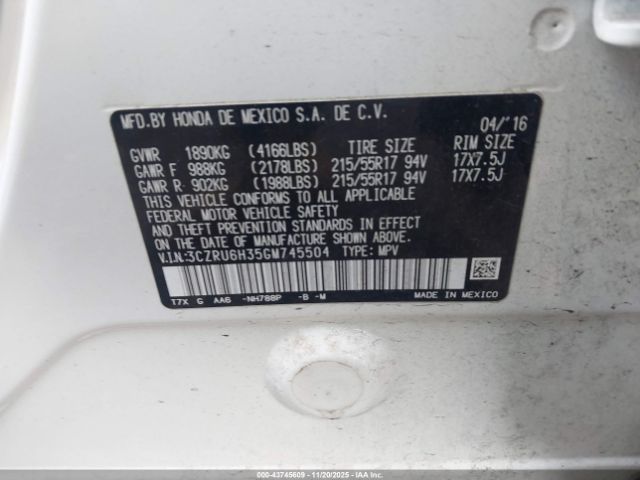 MFD.BY HONDA DE MEXICO S.A. DE C.V.
04/'16
GVWR 1890KG (4166LBS) TIRE SIZE RIM SIZE
GAWR F 988KG (2178LBS) 215/55R17 94V 17X7.5J
GAWR R 902KG (1988LBS) 215/55R17 94V 17X7.5J
THIS VEHICLE CONFORMS TO ALL APPLICABLE
FEDERAL MOTOR VEHICLE SAFETY
AND THEFT PREVENTION STANDARDS IN EFFECT
ON THE DATE OF MANUFACTURE SHOWN ABOVE.
V.I.N:3CZRU6H35GM745504 TYPE: MPV
T7X G AA6 -NH788P -B -M MADE IN MEXICO
© 43745609 - 11/20/2025 - IAA Holdings, LLC